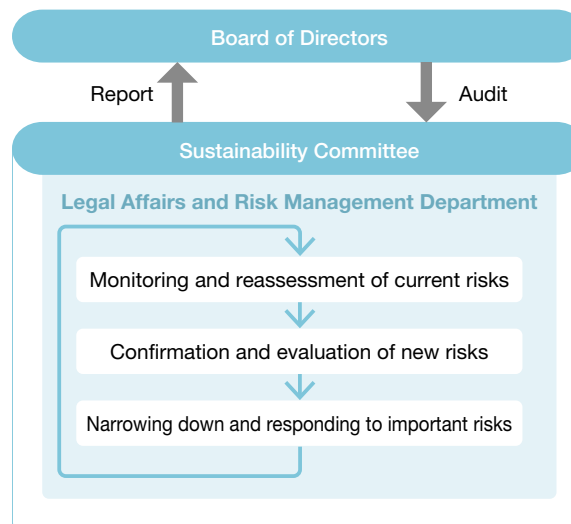 Board of Directors
Report
Audit
Sustainability Committee
Legal Affairs and Risk Management Department
Monitoring and reassessment of current risks
Confirmation and evaluation of new risks
Narrowing down and responding to important risks